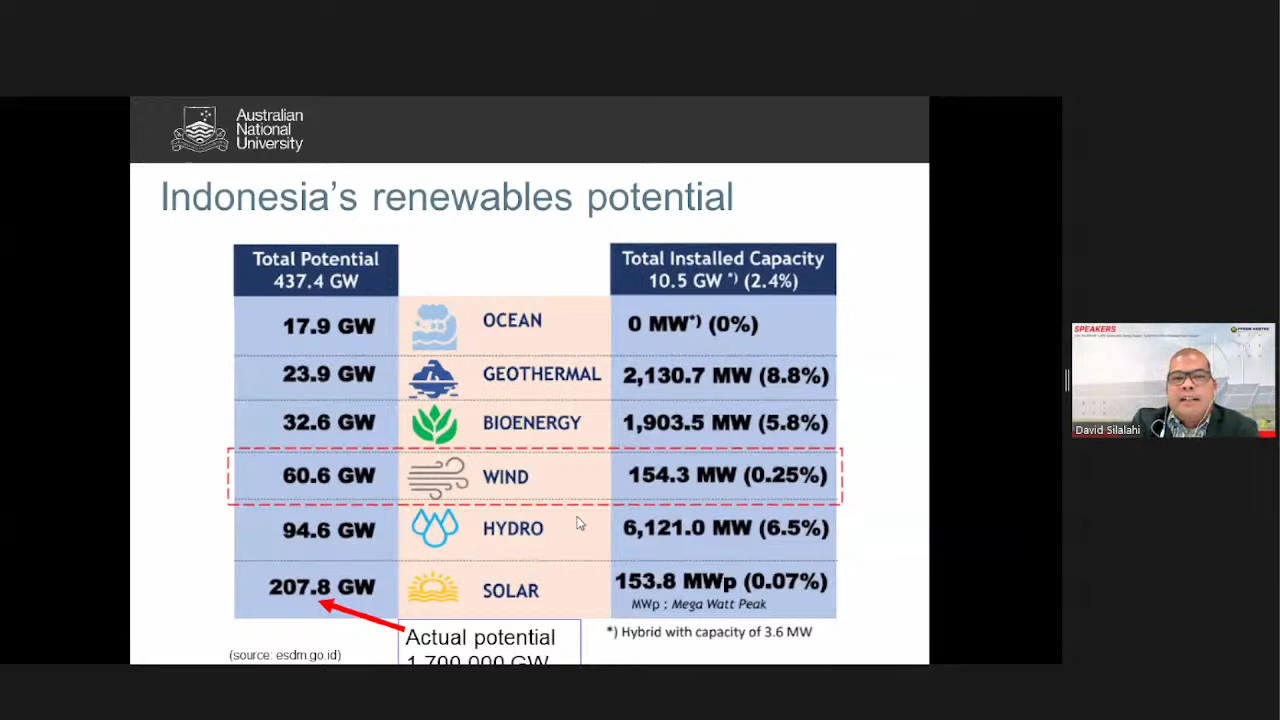 Australian
National
University
Indonesia's renewables potential
Total Potential
437.4 GW
Total Installed Capacity
10.5 GW *) (2.4%)
17.9 GW OCEAN 0 MW*) (0%)
23.9 GW GEOTHERMAL 2,130.7 MW (8.8%)
32.6 GW BIOENERGY 1,903.5 MW (5.8%)
60.6 GW WIND 154.3 MW (0.25%)
94.6 GW HYDRO 6,121.0 MW (6.5%)
207.8 GW SOLAR 153.8 MWp (0.07%)
MWp : Mega Watt Peak
Actual potential
1,700,000 GW
*) Hybrid with capacity of 3.6 MW
(source: esdm.go.id)
SPEAKERS
David Silalahi